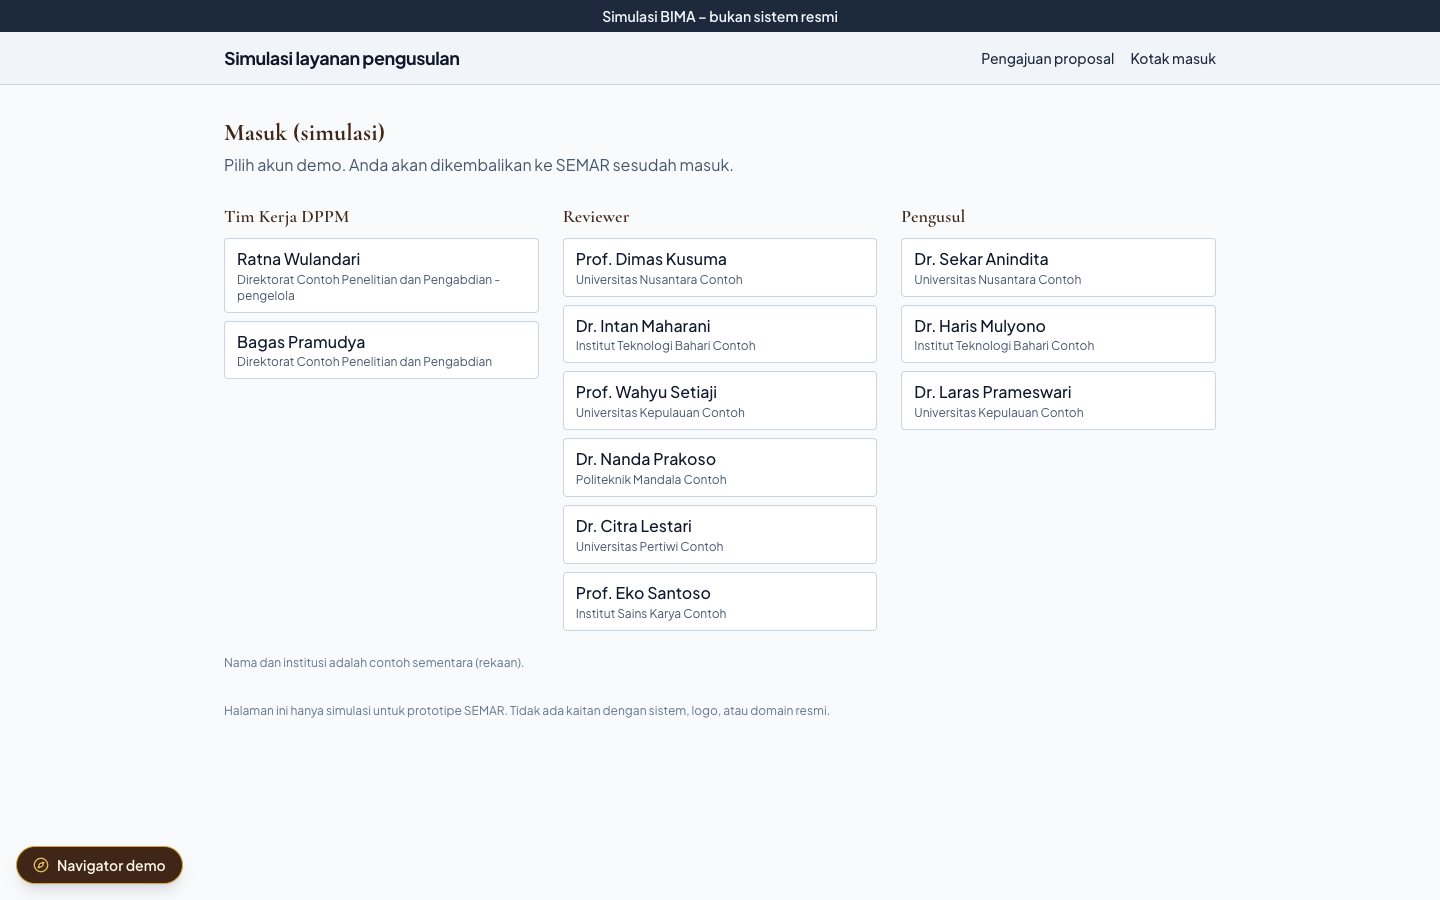 Simulasi BIMA – bukan sistem resmi
Simulasi layanan pengusulan
Pengajuan proposal
Kotak masuk
Masuk (simulasi)
Pilih akun demo. Anda akan dikembalikan ke SEMAR sesudah masuk.
Tim Kerja DPPM
Ratna Wulandari
Direktorat Contoh Penelitian dan Pengabdian -
pengelola
Bagas Pramudya
Direktorat Contoh Penelitian dan Pengabdian
Reviewer
Prof. Dimas Kusuma
Universitas Nusantara Contoh
Dr. Intan Maharani
Institut Teknologi Bahari Contoh
Prof. Wahyu Setiaji
Universitas Kepulauan Contoh
Dr. Nanda Prakoso
Politeknik Mandala Contoh
Dr. Citra Lestari
Universitas Pertiwi Contoh
Prof. Eko Santoso
Institut Sains Karya Contoh
Pengusul
Dr. Sekar Anindita
Universitas Nusantara Contoh
Dr. Haris Mulyono
Institut Teknologi Bahari Contoh
Dr. Laras Prameswari
Universitas Kepulauan Contoh
Nama dan institusi adalah contoh sementara (rekaan).
Halaman ini hanya simulasi untuk prototipe SEMAR. Tidak ada kaitan dengan sistem, logo, atau domain resmi.
Navigator demo